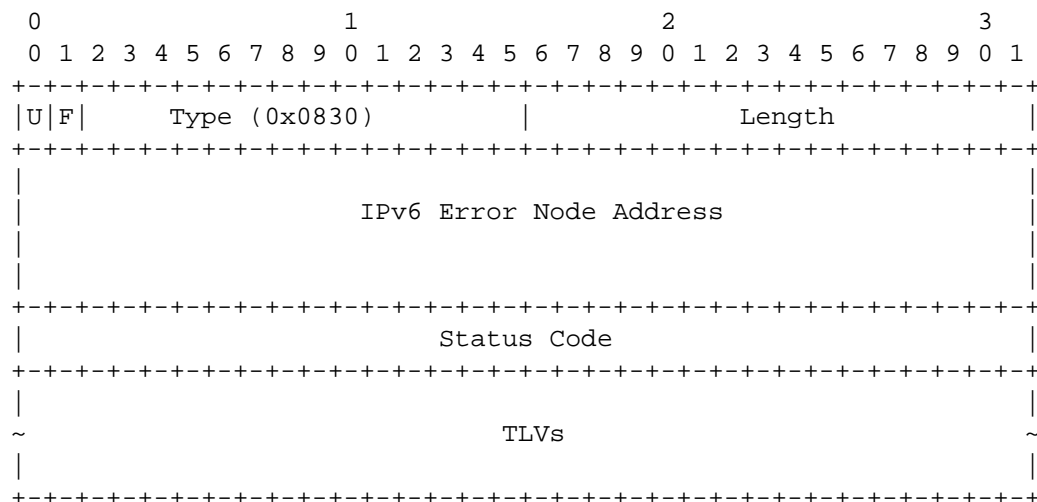 0                   1                   2                   3
 0 1 2 3 4 5 6 7 8 9 0 1 2 3 4 5 6 7 8 9 0 1 2 3 4 5 6 7 8 9 0 1
+-+-+-+-+-+-+-+-+-+-+-+-+-+-+-+-+-+-+-+-+-+-+-+-+-+-+-+-+-+-+-+-+
|U|F|     Type (0x0830)         |             Length            |
+-+-+-+-+-+-+-+-+-+-+-+-+-+-+-+-+-+-+-+-+-+-+-+-+-+-+-+-+-+-+-+-+
|                                                               |
|                     IPv6 Error Node Address                   |
|                                                               |
|                                                               |
+-+-+-+-+-+-+-+-+-+-+-+-+-+-+-+-+-+-+-+-+-+-+-+-+-+-+-+-+-+-+-+-+
|                          Status Code                          |
+-+-+-+-+-+-+-+-+-+-+-+-+-+-+-+-+-+-+-+-+-+-+-+-+-+-+-+-+-+-+-+-+
|                                                               |
~                              TLVs                             ~
|                                                               |
+-+-+-+-+-+-+-+-+-+-+-+-+-+-+-+-+-+-+-+-+-+-+-+-+-+-+-+-+-+-+-+-+